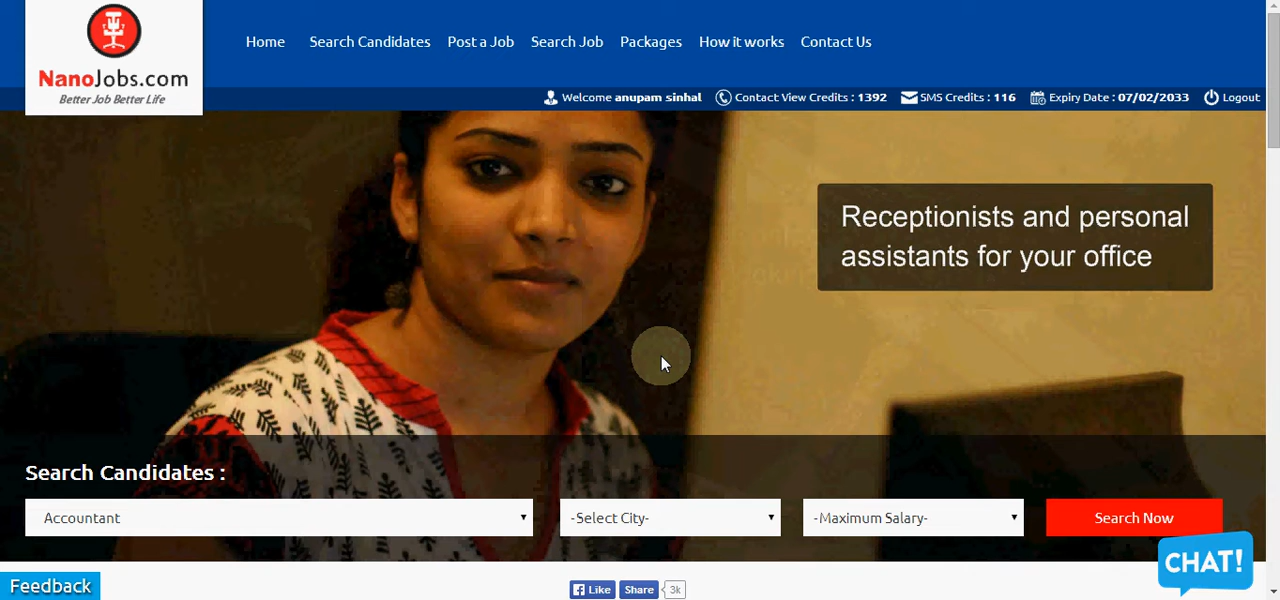 NanoJobs.com
Better Job Better Life
Home Search Candidates Post a Job Search Job Packages How it works Contact Us
Welcome anupam sinhal Contact View Credits : 1392 SMS Credits : 116 Expiry Date : 07/02/2033 Logout
Receptionists and personal
assistants for your office
Search Candidates :
Accountant -Select City- -Maximum Salary- Search Now
CHAT!
Feedback
Like Share 3k